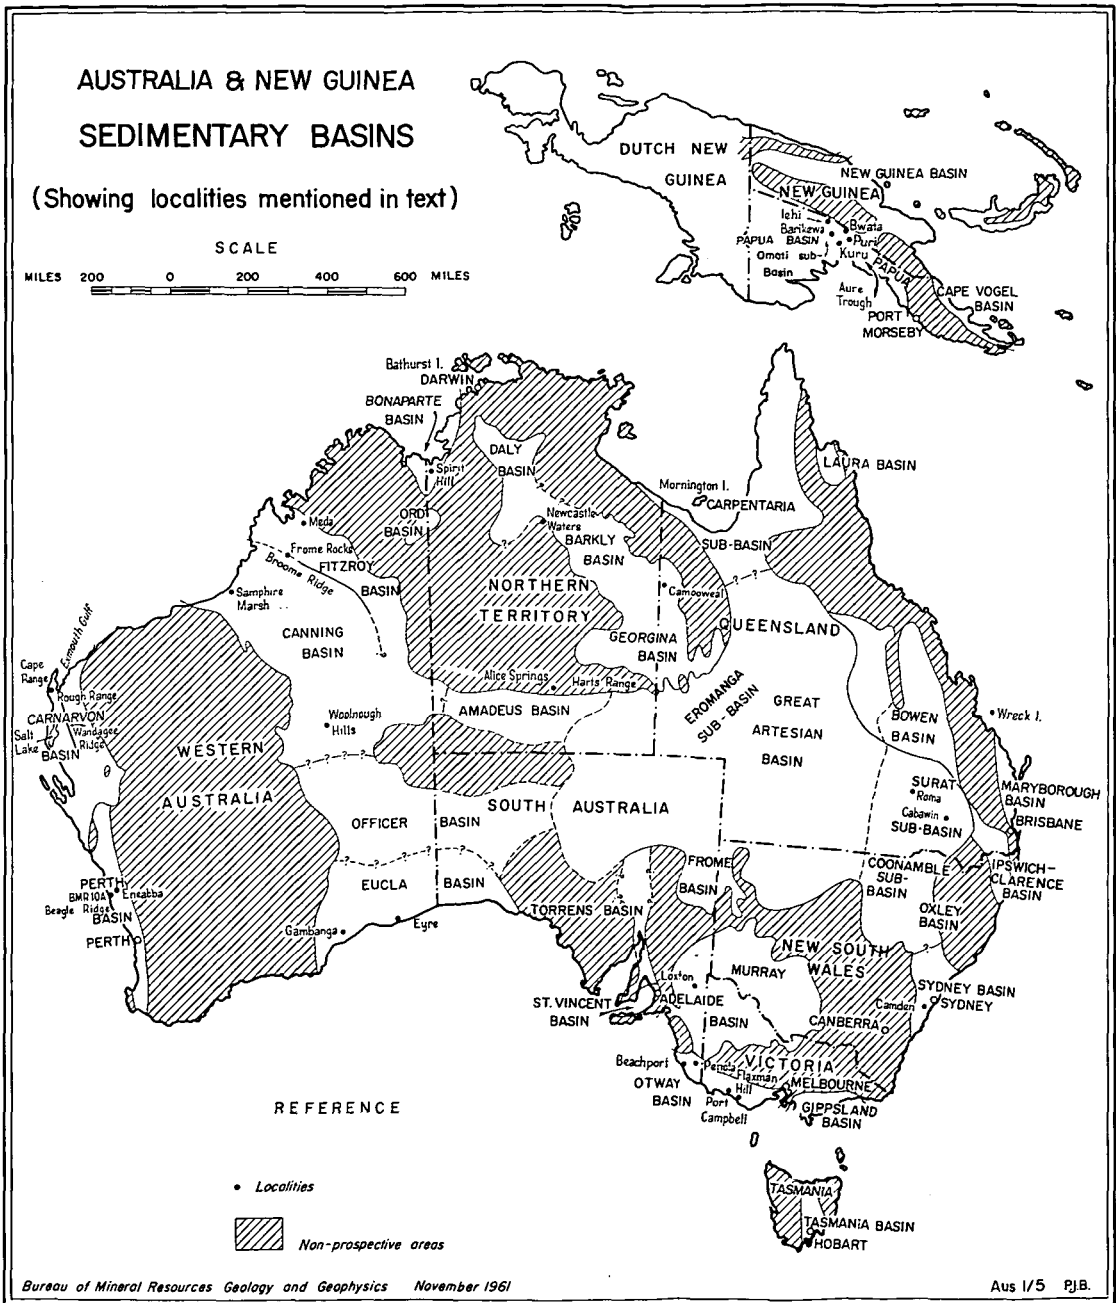 AUSTRALIA & NEW GUINEA
SEDIMENTARY BASINS
(Showing localities mentioned in text)
SCALE
MILES 200 0 200 400 600 MILES
DUTCH NEW
GUINEA
NEW GUINEA BASIN
NEW GUINEA
Iehi
Barikewa
Bwata
PAPUA BASIN
Puri
Omati sub-
Basin
Kuru
PAPUA
Aure
Trough
CAPE VOGEL
BASIN
PORT
MORSEBY
Bathurst I.
DARWIN
BONAPARTE
BASIN
DALY
BASIN
Spirit
Hill
LAURA BASIN
Mornington I.
CARPENTARIA
SUB-BASIN
ORD
BASIN
Meda
Newcastle
Waters
BARKLY
BASIN
Frome Rocks
FITZROY
BASIN
Broome Ridge
Samphire
Marsh
NORTHERN
TERRITORY
Camooweal
QUEENSLAND
CANNING
BASIN
GEORGINA
BASIN
Exmouth Gulf
Cape
Range
Rough Range
Alice Springs
Harts Range
CARNARVON
BASIN
Salt
Lake
Wandagee
Ridge
Woolnough
Hills
AMADEUS BASIN
EROMANGA
SUB-BASIN
GREAT
ARTESIAN
BASIN
BOWEN
BASIN
Wreck I.
WESTERN
AUSTRALIA
SURAT
Roma
Cabawin
SUB-BASIN
MARYBOROUGH
BASIN
BRISBANE
SOUTH AUSTRALIA
OFFICER BASIN
FROME
BASIN
COONAMBLE
SUB-
BASIN
IPSWICH-
CLARENCE
BASIN
EUCLA BASIN
PERTH
BMR10A
Eneabba
Beagle Ridge
BASIN
PERTH
TORRENS BASIN
OXLEY
BASIN
Gambanga
Eyre
NEW SOUTH
WALES
MURRAY
BASIN
Loxton
ADELAIDE
ST. VINCENT
BASIN
SYDNEY BASIN
SYDNEY
Camden
CANBERRA
VICTORIA
Beachport
Penola
Flaxman
Hill
MELBOURNE
OTWAY
BASIN
Port
Campbell
GIPPSLAND
BASIN
TASMANIA
TASMANIA BASIN
HOBART
REFERENCE
Localities
Non-prospective areas
Bureau of Mineral Resources Geology and Geophysics November 1961
Aus 1/5 P.J.B.